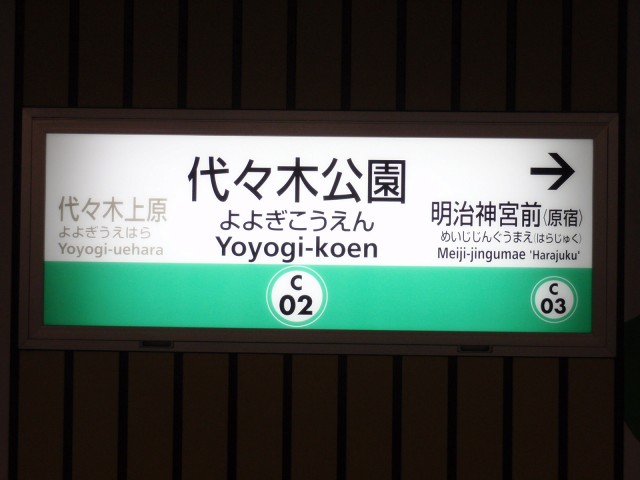 代々木上原
よよぎうえはら
Yoyogi-uehara
代々木公園
よよぎこうえん
Yoyogi-koen
C
02
→
明治神宮前〈原宿〉
めいじじんぐうまえ〈はらじゅく〉
Meiji-jingumae 'Harajuku'
C
03